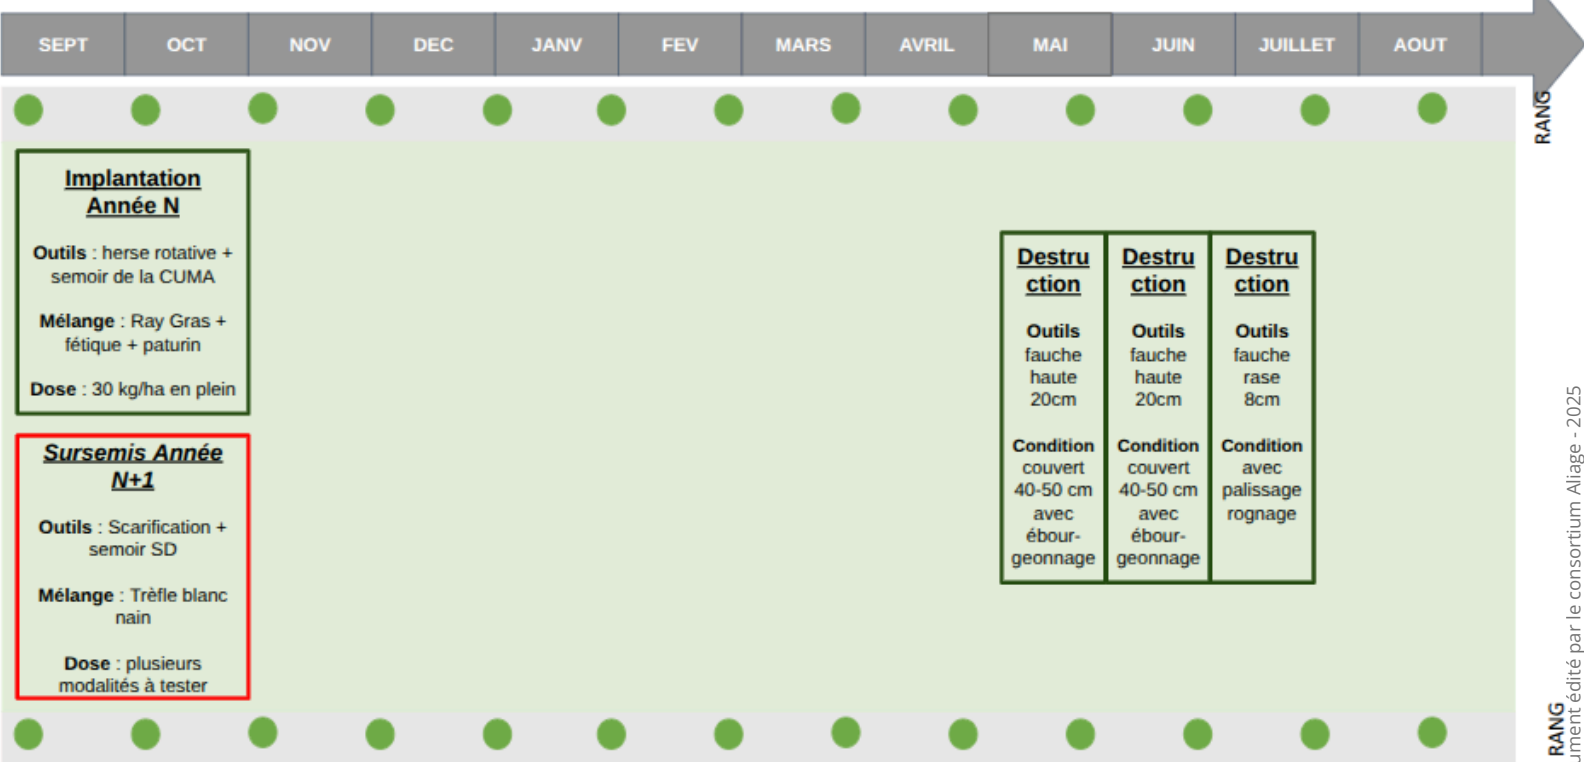 SEPT OCT NOV DEC JANV FEV MARS AVRIL MAI JUIN JUILLET AOUT
RANG
Implantation
Année N
Outils : herse rotative +
semoir de la CUMA
Mélange : Ray Gras +
fétique + paturin
Dose : 30 kg/ha en plein
Sursemis Année
N+1
Outils : Scarification +
semoir SD
Mélange : Trèfle blanc
nain
Dose : plusieurs
modalités à tester
Destru
ction
Outils
fauche
haute
20cm
Condition
couvert
40-50 cm
avec
ébour-
geonnage
Destru
ction
Outils
fauche
haute
20cm
Condition
couvert
40-50 cm
avec
ébour-
geonnage
Destru
ction
Outils
fauche
rase
8cm
Condition
avec
palissage
rognage
RANG
ument édité par le consortium Aliage - 2025